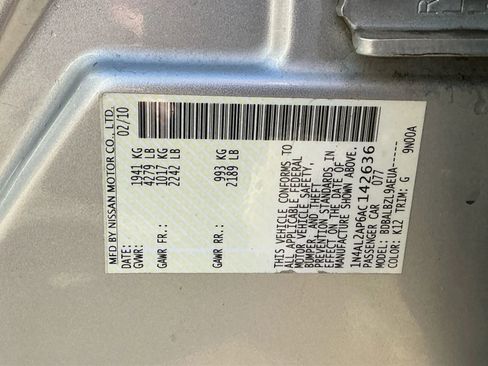 MFD BY NISSAN MOTOR CO., LTD
DATE: 02/10
GVWR: 1941 KG
4279 LB
GAWR FR: 1017 KG
2242 LB
GAWR RR: 993 KG
2189 LB
THIS VEHICLE CONFORMS TO
ALL APPLICABLE FEDERAL
MOTOR VEHICLE SAFETY,
BUMPER, AND THEFT
PREVENTION STANDARDS IN
EFFECT ON THE DATE OF
MANUFACTURE SHOWN ABOVE.
1N4AL2AP6AC142636
PASSENGER CAR 077
MODEL: BDBALBZL9AEUA-----
COLOR: K12 TRIM: G 9N00A